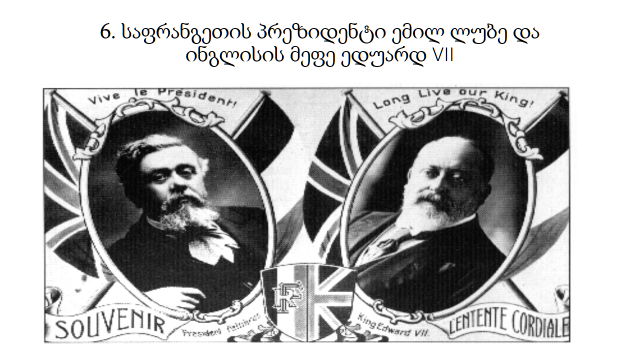 6. საფრანგეთის პრეზიდენტი ემილ ლუბე და
ინგლისის მეფე ედუარდ VII
Vive le President!
Long Live our King!
SOUVENIR
President
King Edward VII.
L'ENTENTE CORDIALE